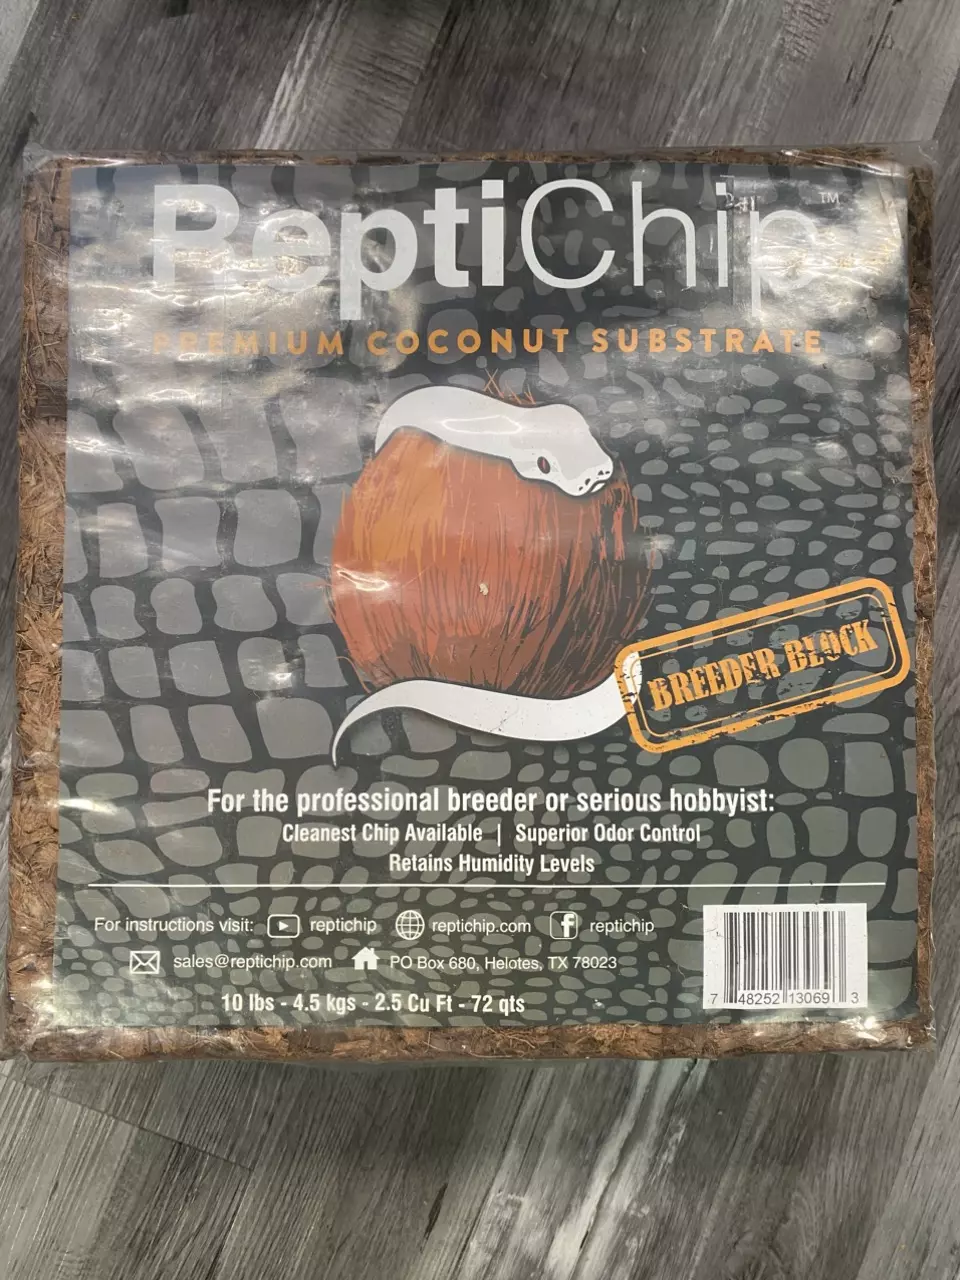 ReptiChip™
PREMIUM COCONUT SUBSTRATE
BREEDER BLOCK
For the professional breeder or serious hobbyist:
Cleanest Chip Available | Superior Odor Control
Retains Humidity Levels
For instructions visit: reptichip reptichip.com reptichip
sales@reptichip.com PO Box 680, Helotes, TX 78023
10 lbs - 4.5 kgs - 2.5 Cu Ft - 72 qts
7 48252 13069 3